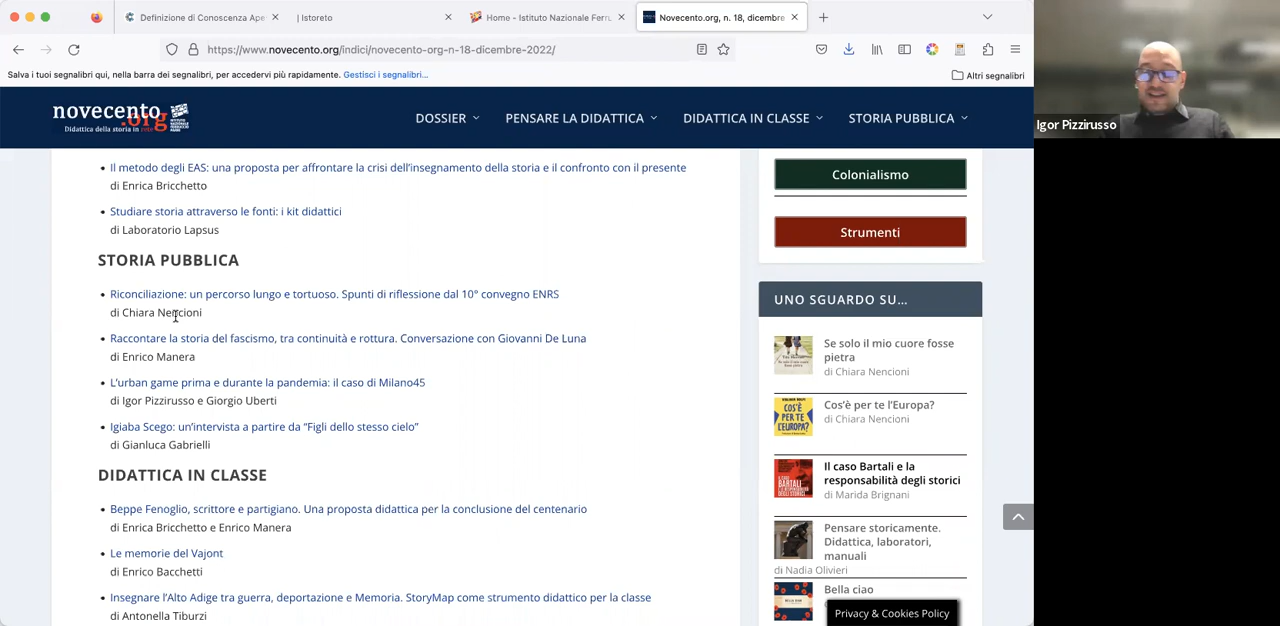 Definizione di Conoscenza Ape
| Istoreto
Home - Istituto Nazionale Ferru
Novecento.org, n. 18, dicembre
https://www.novecento.org/indici/novecento-org-n-18-dicembre-2022/
Salva i tuoi segnalibri qui, nella barra dei segnalibri, per accedervi più rapidamente. Gestisci i segnalibri...
Altri segnalibri
novecento.org
Didattica della storia in rete
DOSSIER
PENSARE LA DIDATTICA
DIDATTICA IN CLASSE
STORIA PUBBLICA
Igor Pizzirusso
Il metodo degli EAS: una proposta per affrontare la crisi dell'insegnamento della storia e il confronto con il presente
di Enrica Bricchetto
Studiare storia attraverso le fonti: i kit didattici
di Laboratorio Lapsus
STORIA PUBBLICA
Riconciliazione: un percorso lungo e tortuoso. Spunti di riflessione dal 10° convegno ENRS
di Chiara Nencioni
Raccontare la storia del fascismo, tra continuità e rottura. Conversazione con Giovanni De Luna
di Enrico Manera
L'urban game prima e durante la pandemia: il caso di Milano45
di Igor Pizzirusso e Giorgio Uberti
Igiaba Scego: un'intervista a partire da "Figli dello stesso cielo"
di Gianluca Gabrielli
DIDATTICA IN CLASSE
Beppe Fenoglio, scrittore e partigiano. Una proposta didattica per la conclusione del centenario
di Enrica Bricchetto e Enrico Manera
Le memorie del Vajont
di Enrico Bacchetti
Insegnare l'Alto Adige tra guerra, deportazione e Memoria. StoryMap come strumento didattico per la classe
di Antonella Tiburzi
Colonialismo
Strumenti
UNO SGUARDO SU...
Se solo il mio cuore fosse
pietra
di Chiara Nencioni
Cos'è per te l'Europa?
di Chiara Nencioni
Il caso Bartali e la
responsabilità degli storici
di Marida Brignani
Pensare storicamente.
Didattica, laboratori,
manuali
di Nadia Olivieri
Bella ciao
Privacy & Cookies Policy